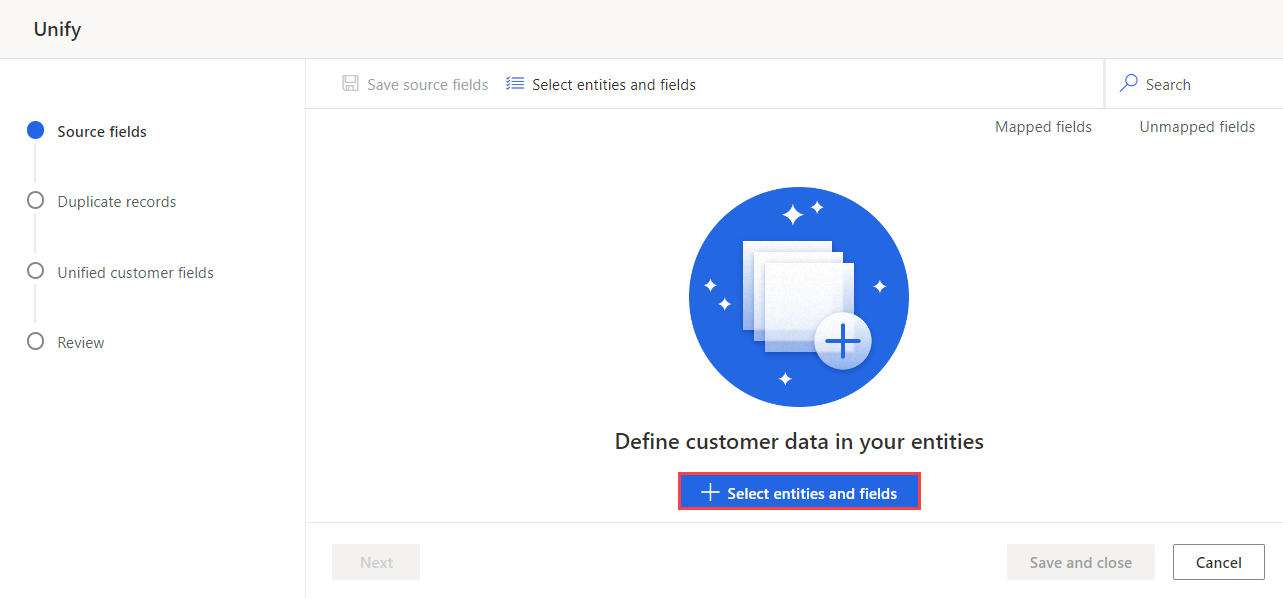 Unify
Save source fields
Select entities and fields
Search
Mapped fields
Unmapped fields
Source fields
Duplicate records
Unified customer fields
Review
Define customer data in your entities
Select entities and fields
Next
Save and close
Cancel